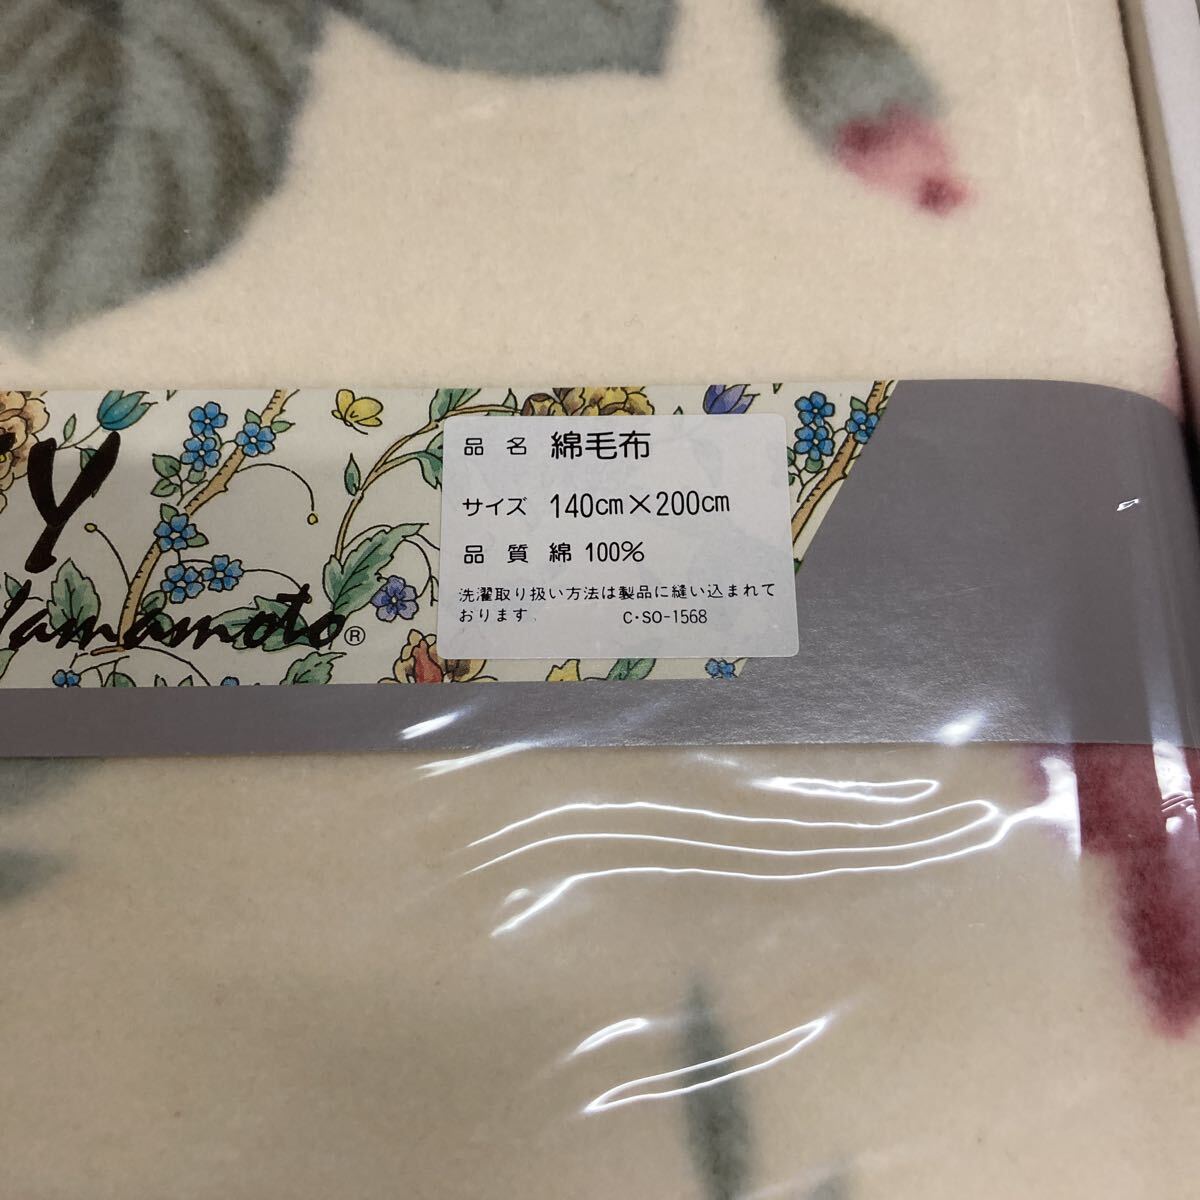 Y
Yamamoto®
品名 綿毛布
サイズ 140cm×200cm
品質 綿 100%
洗濯取り扱い方法は製品に縫い込まれて
おります。 C・SO-1568